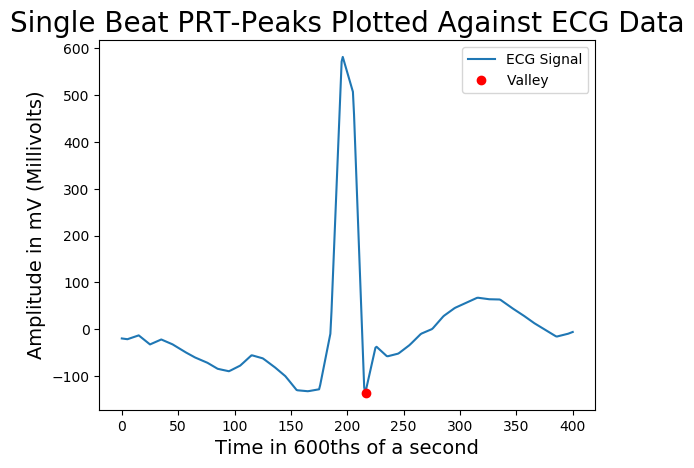 Single Beat PRT-Peaks Plotted Against ECG Data
600
500
400
300
200
100
0
−100
Amplitude in mV (Millivolts)
ECG Signal
Valley
0 50 100 150 200 250 300 350 400
Time in 600ths of a second